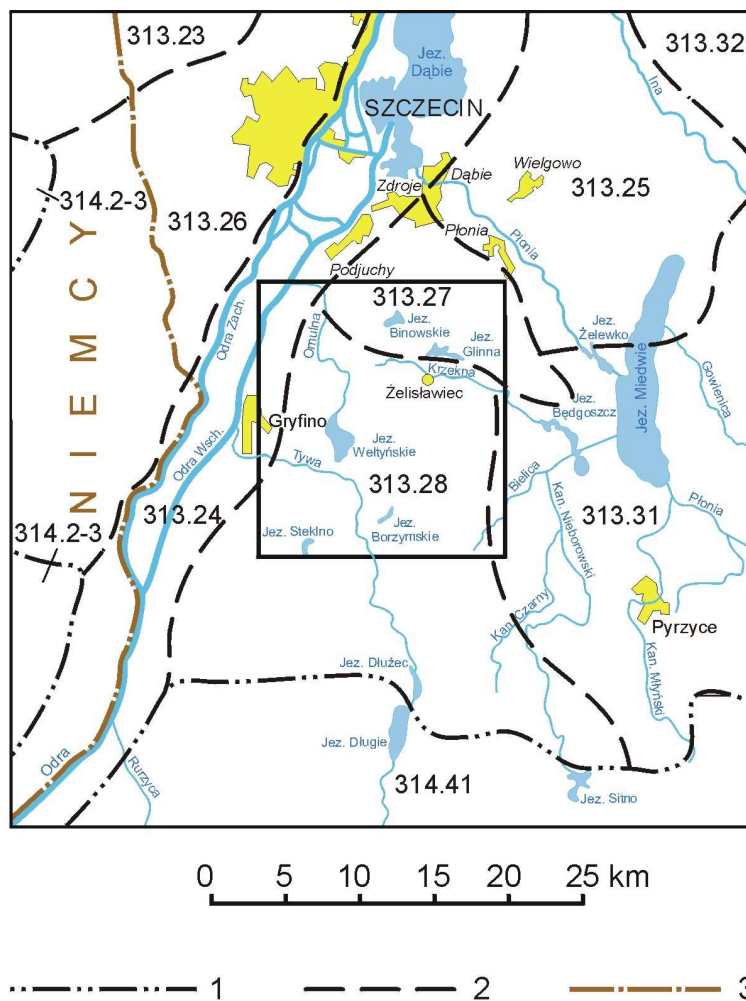 313.23
313.32
Jez.
Dąbie
Ina
SZCZECIN
Wielgowo
Dąbie
Zdroje
313.25
314.2-3
313.26
Płonia
Płonia
Podjuchy
NIEMCY
313.27
Odra Zach.
Omulna
Jez.
Binowskie
Jez.
Glinna
Krzekna
Jez.
Żelewko
Jez. Miedwie
Gowienica
Żelisławiec
Jez.
Będgoszcz
Gryfino
Odra Wsch.
Jez.
Wełtyńskie
Tywa
313.28
Bielica
Płonia
313.24
Kan. Nieborowski
313.31
314.2-3
Jez. Steklno
Jez.
Borzymskie
Kan. Czarny
Pyrzyce
Kan. Młyński
Jez. Dłużec
Jez. Długie
Odra
Rurzyca
314.41
Jez. Sitno
0 5 10 15 20 25 km
1 2 3